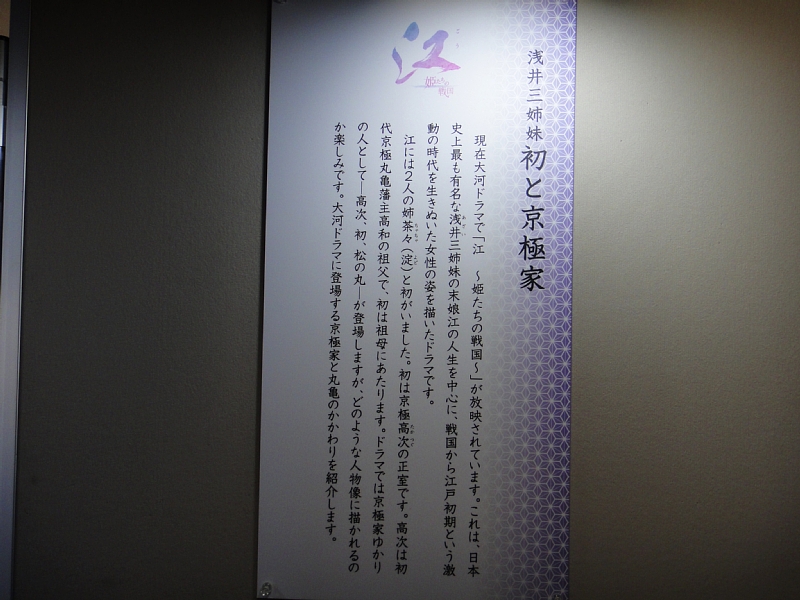 浅井三姉妹 初と京極家
現在大河ドラマで「江　～姫たちの戦国～」が放映されています。これは、日本
史上最も有名な浅井三姉妹の末娘江の人生を中心に、戦国から江戸初期という激
動の時代を生きぬいた女性の姿を描いたドラマです。
江には２人の姉茶々（淀）と初がいました。初は京極高次の正室です。高次は初
代京極丸亀藩主高和の祖父で、初は祖母にあたります。ドラマでは京極家ゆかり
の人として―高次、初、松の丸―が登場しますが、どのような人物像に描かれるの
か楽しみです。大河ドラマに登場する京極家と丸亀のかかわりを紹介します。
江
姫たちの
戦国